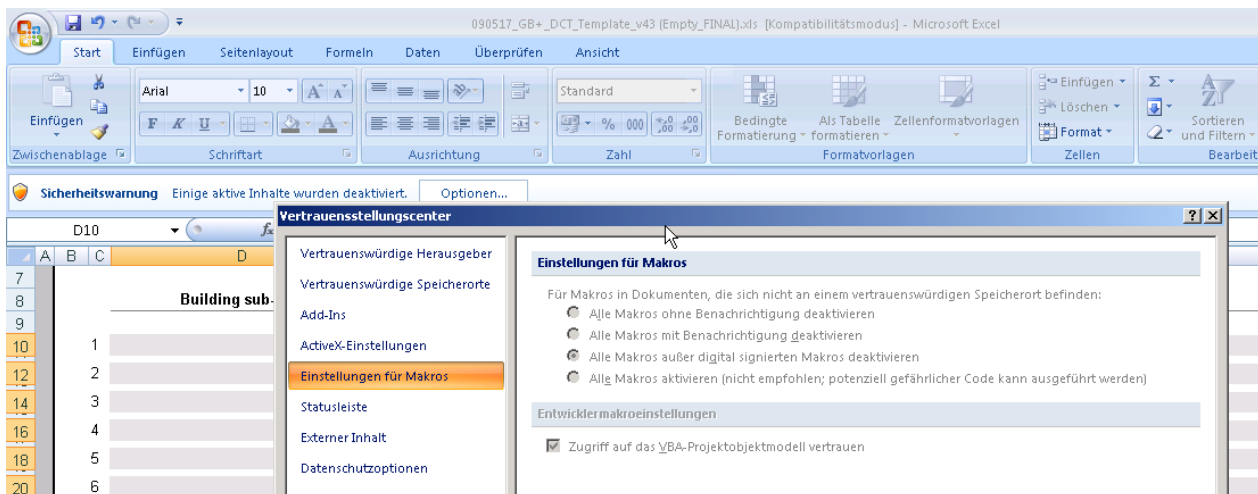 090517_GB+_DCT_Template_v43 (Empty_FINAL).xls [Kompatibilitätsmodus] - Microsoft Excel
Start Einfügen Seitenlayout Formeln Daten Überprüfen Ansicht
Arial 10 A A Standard Einfügen Σ
Einfügen F K U A % 000 Bedingte Formatierung Als Tabelle formatieren Zellenformatvorlagen Löschen Format Sortieren und Filtern
Zwischenablage Schriftart Ausrichtung Zahl Formatvorlagen Zellen Bearbeit
Sicherheitswarnung Einige aktive Inhalte wurden deaktiviert. Optionen...
D10
Vertrauensstellungscenter
A B C D
7
8 Building sub-
9
10 1
12 2
14 3
16 4
18 5
20 6
Vertrauenswürdige Herausgeber
Vertrauenswürdige Speicherorte
Add-Ins
ActiveX-Einstellungen
Einstellungen für Makros
Statusleiste
Externer Inhalt
Datenschutzoptionen
Einstellungen für Makros
Für Makros in Dokumenten, die sich nicht an einem vertrauenswürdigen Speicherort befinden:
Alle Makros ohne Benachrichtigung deaktivieren
Alle Makros mit Benachrichtigung deaktivieren
Alle Makros außer digital signierten Makros deaktivieren
Alle Makros aktivieren (nicht empfohlen; potenziell gefährlicher Code kann ausgeführt werden)
Entwicklermakroeinstellungen
Zugriff auf das VBA-Projektobjektmodell vertrauen